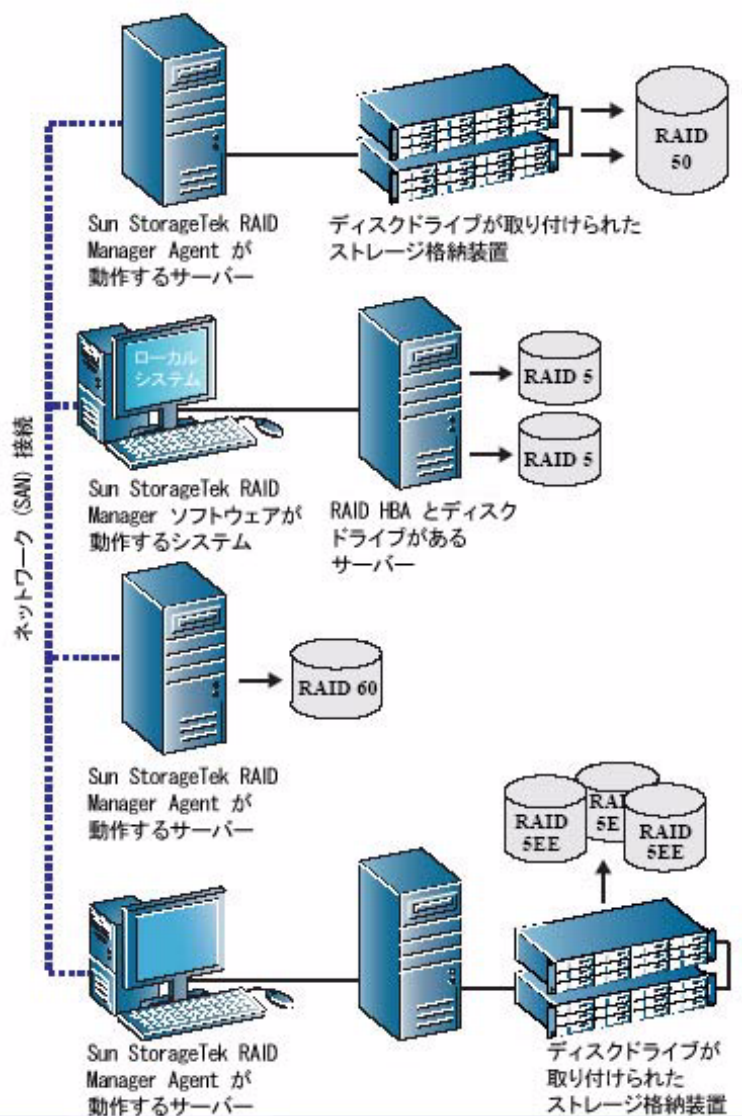 RAID
50
Sun StorageTek RAID
Manager Agent が
動作するサーバー
ディスクドライブが取り付けられた
ストレージ格納装置
ローカル
システム
RAID 5
RAID 5
Sun StorageTek RAID
Manager ソフトウェアが
動作するシステム
RAID HBA とディスク
ドライブがある
サーバー
ネットワーク (SAN) 接続
RAID 60
Sun StorageTek RAID
Manager Agent が
動作するサーバー
RAID
5EE
RAI
5E
RAID
5EE
Sun StorageTek RAID
Manager Agent が
動作するサーバー
ディスクドライブが
取り付けられた
ストレージ格納装置